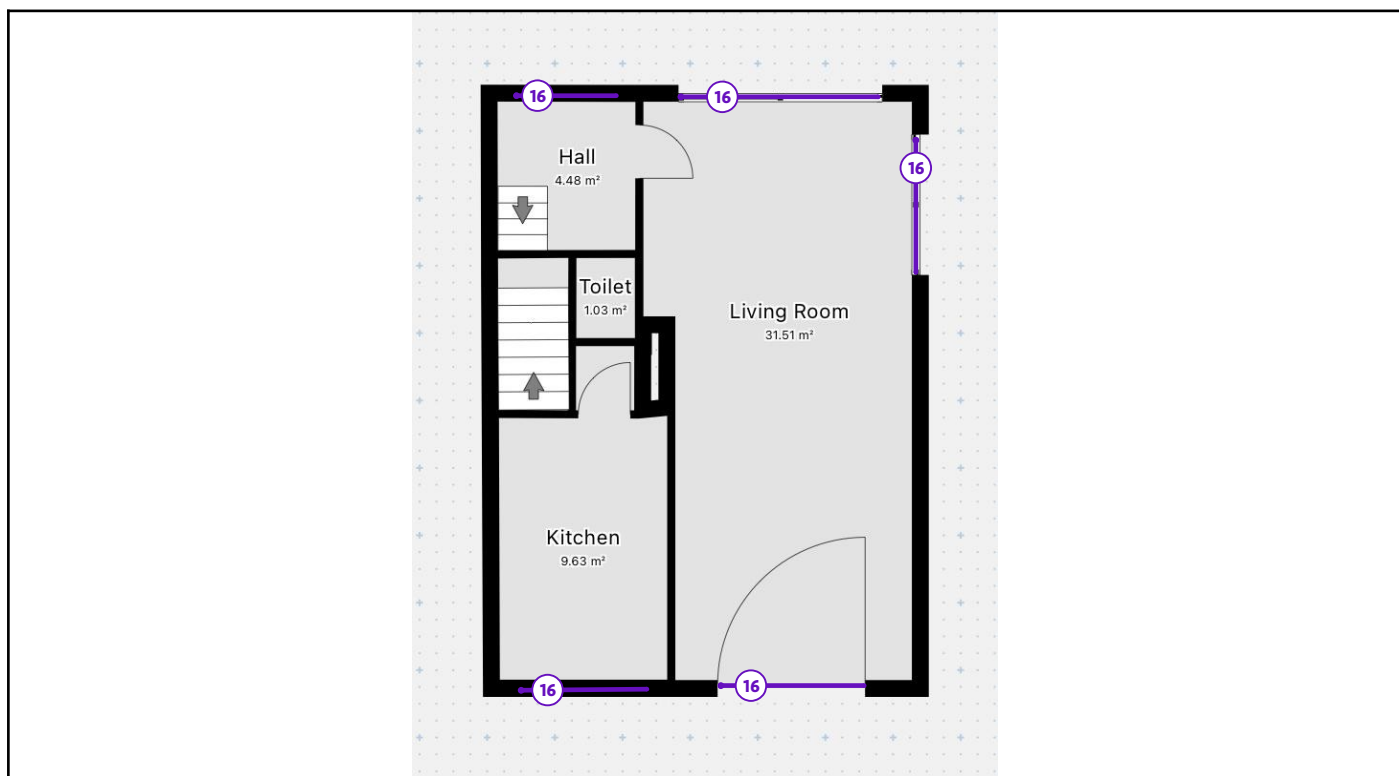 16
16
16
Hall
4.48 m²
Toilet
1.03 m²
Living Room
31.51 m²
Kitchen
9.63 m²
16
16